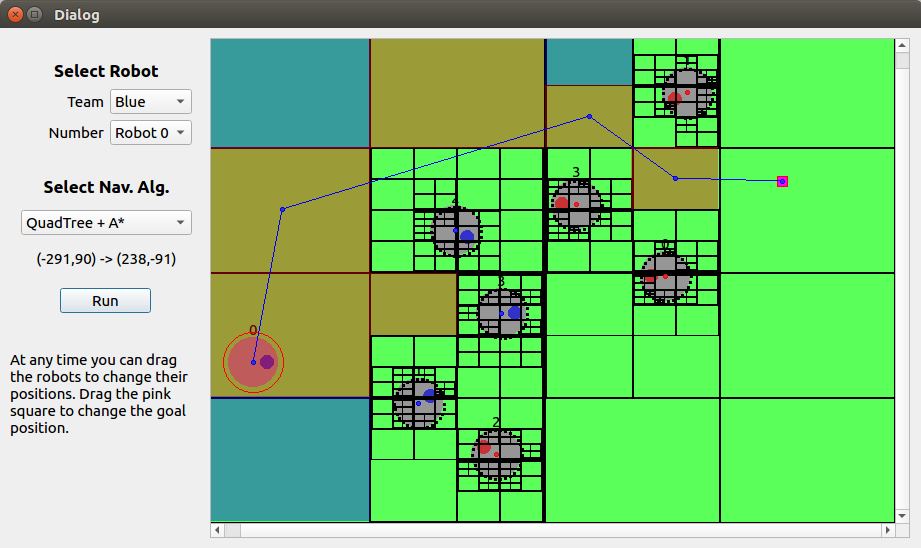 Dialog
Select Robot
Team Blue
Number Robot 0
Select Nav. Alg.
QuadTree + A*
(-291,90) -> (238,-91)
Run
At any time you can drag
the robots to change their
positions. Drag the pink
square to change the goal
position.
3
4
0
3
0
2